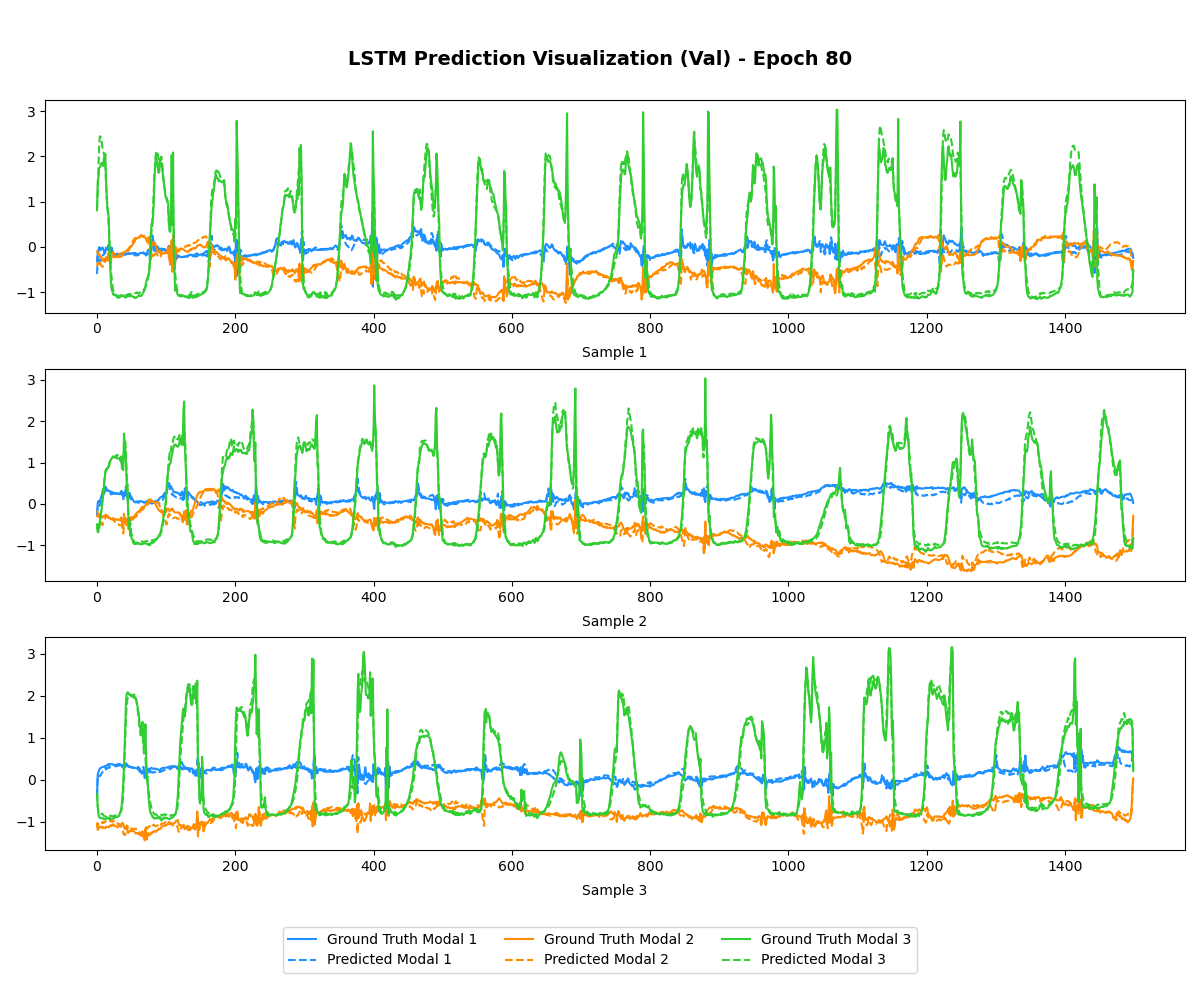 LSTM Prediction Visualization (Val) - Epoch 80
3
2
1
0
−1
0 200 400 600 800 1000 1200 1400
Sample 1
3
2
1
0
−1
0 200 400 600 800 1000 1200 1400
Sample 2
3
2
1
0
−1
0 200 400 600 800 1000 1200 1400
Sample 3
Ground Truth Modal 1 Ground Truth Modal 2 Ground Truth Modal 3
Predicted Modal 1 Predicted Modal 2 Predicted Modal 3